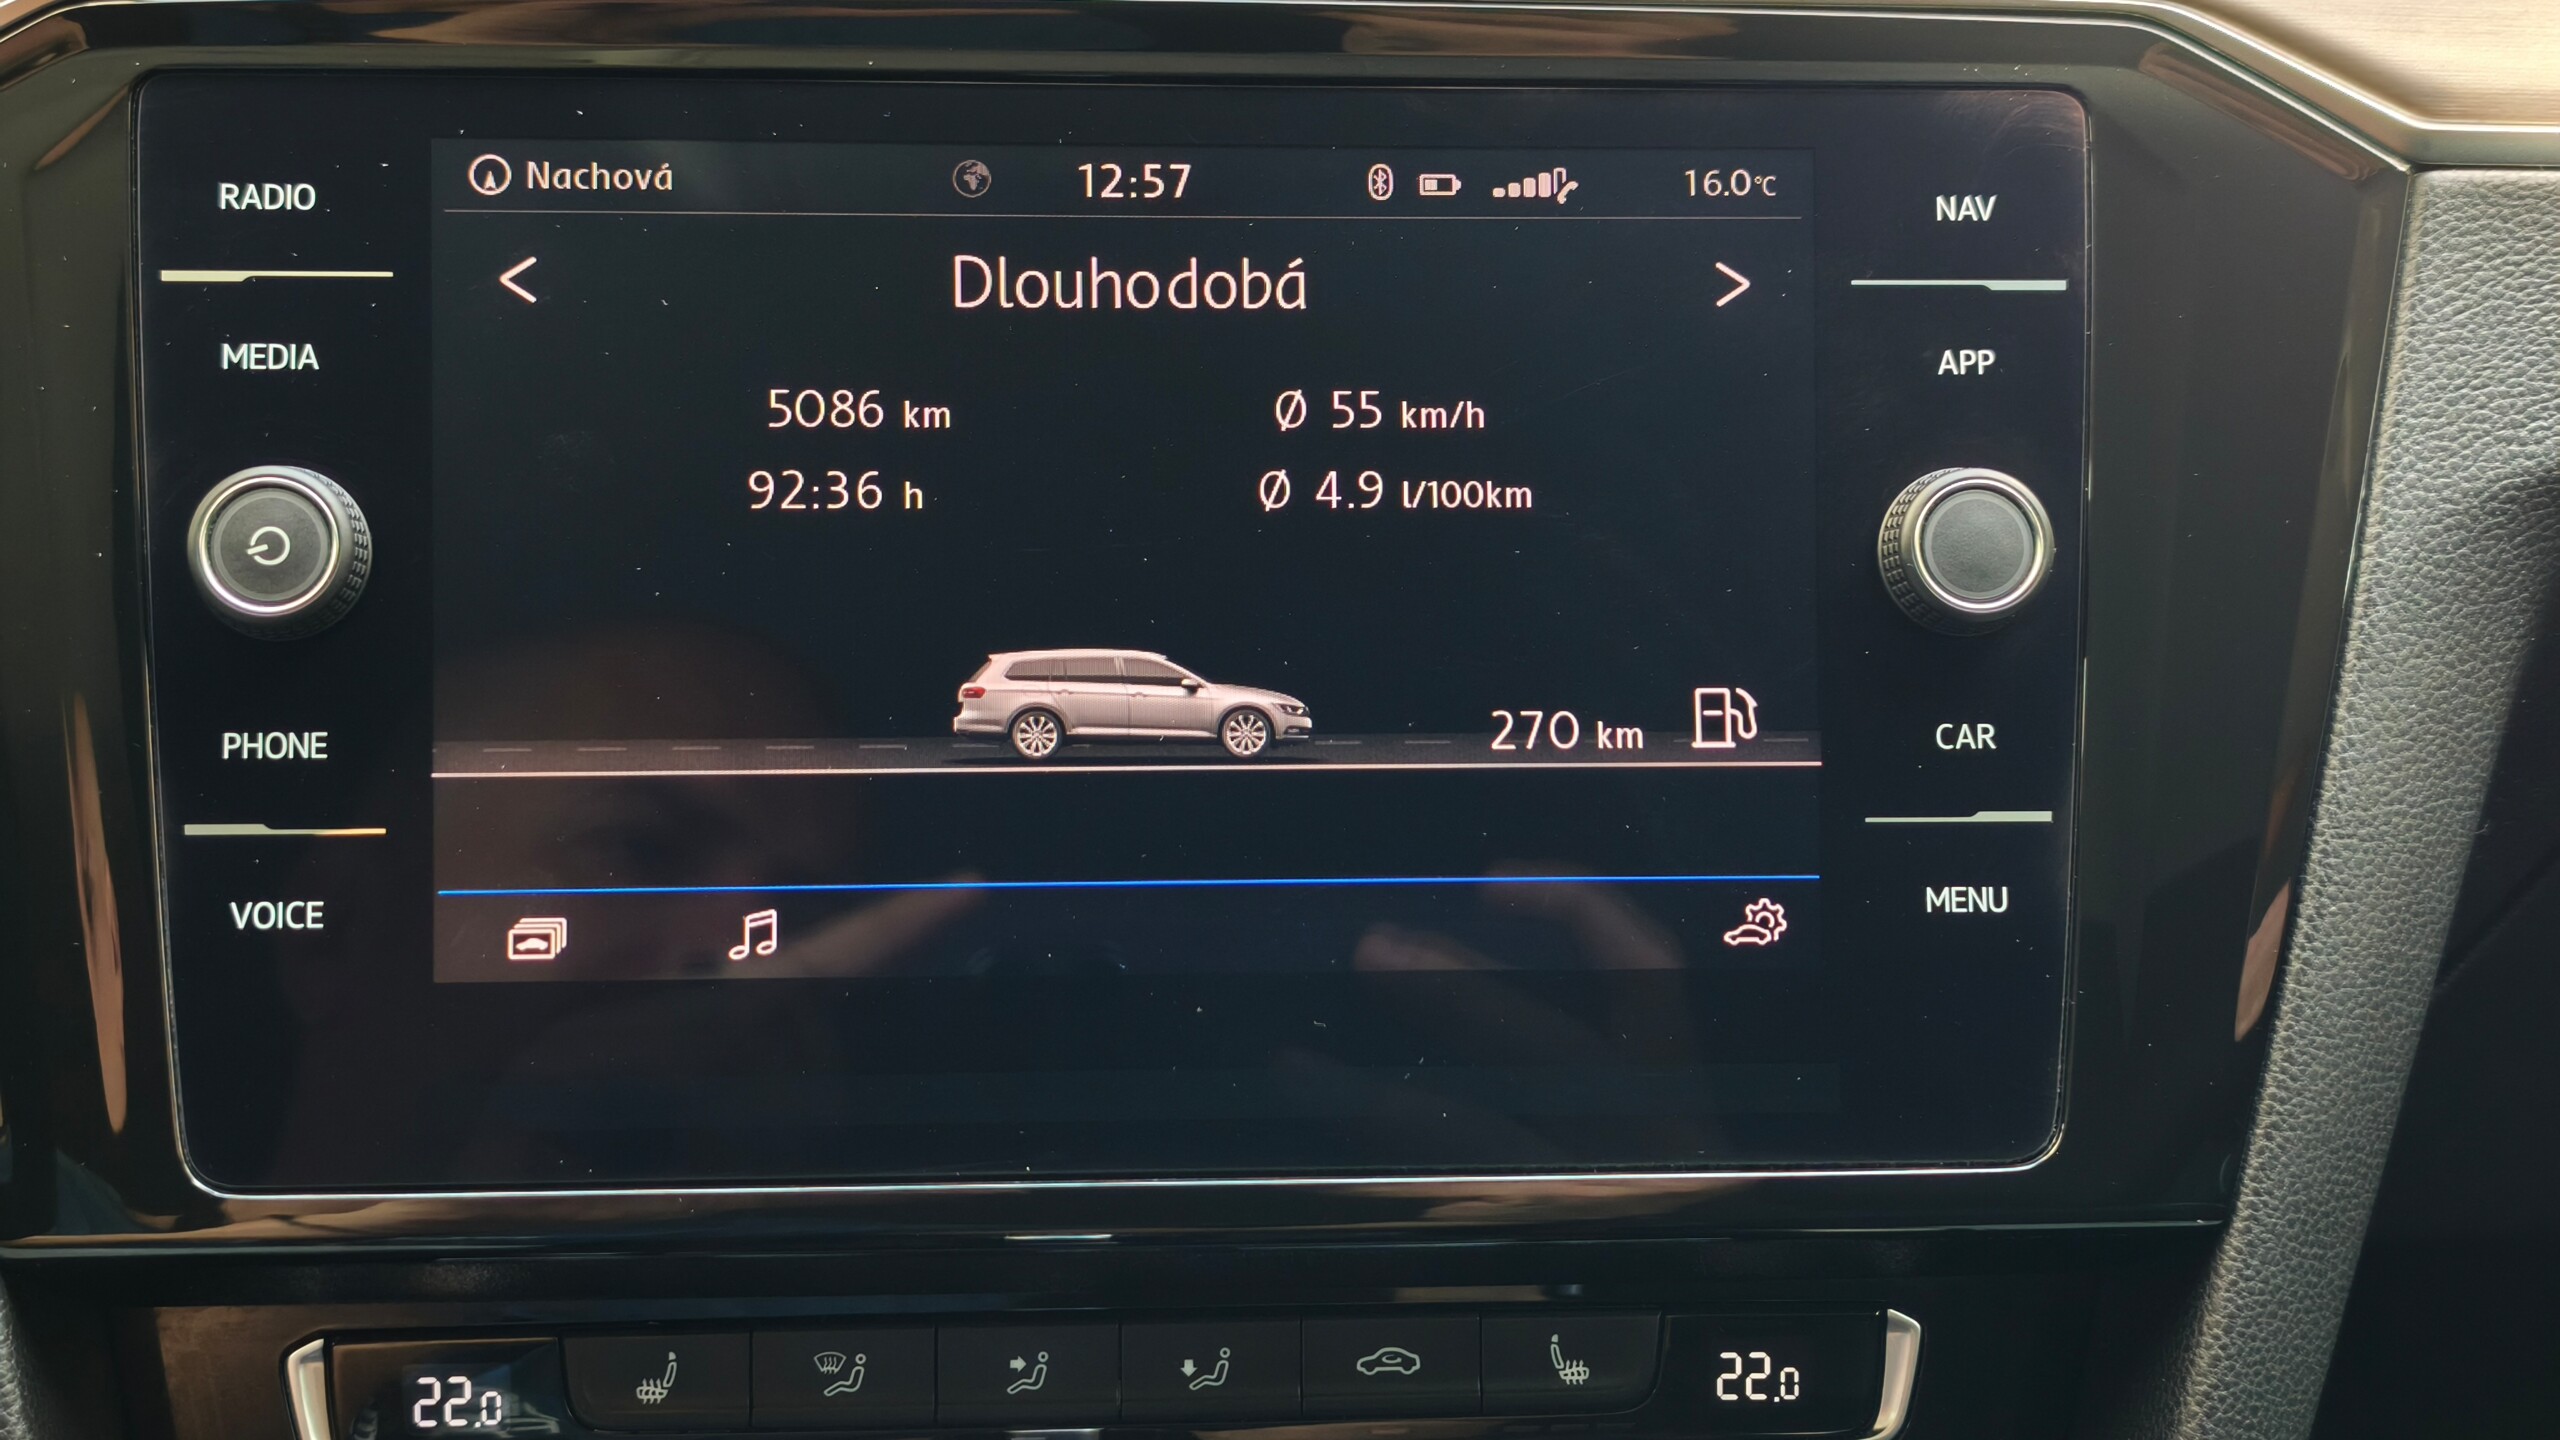 RADIO
MEDIA
PHONE
VOICE
Nachová
12:57
16.0°C
<
Dlouhodobá
>
5086 km
Ø 55 km/h
92:36 h
Ø 4.9 l/100km
270 km
NAV
APP
CAR
MENU
22.0
22.0